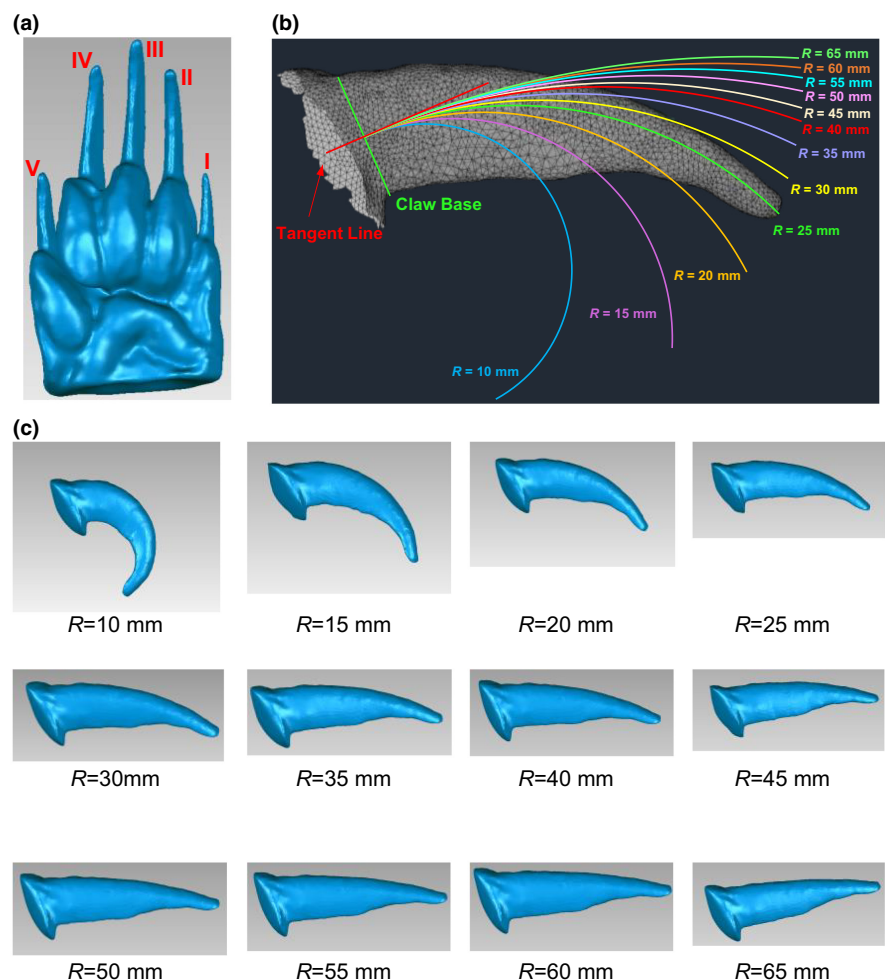 (a)
IV
III
II
V
I
(b)
R = 65 mm
R = 60 mm
R = 55 mm
R = 50 mm
R = 45 mm
R = 40 mm
R = 35 mm
R = 30 mm
Claw Base
Tangent Line
R = 25 mm
R = 20 mm
R = 15 mm
R = 10 mm
(c)
R=10 mm
R=15 mm
R=20 mm
R=25 mm
R=30mm
R=35 mm
R=40 mm
R=45 mm
R=50 mm
R=55 mm
R=60 mm
R=65 mm